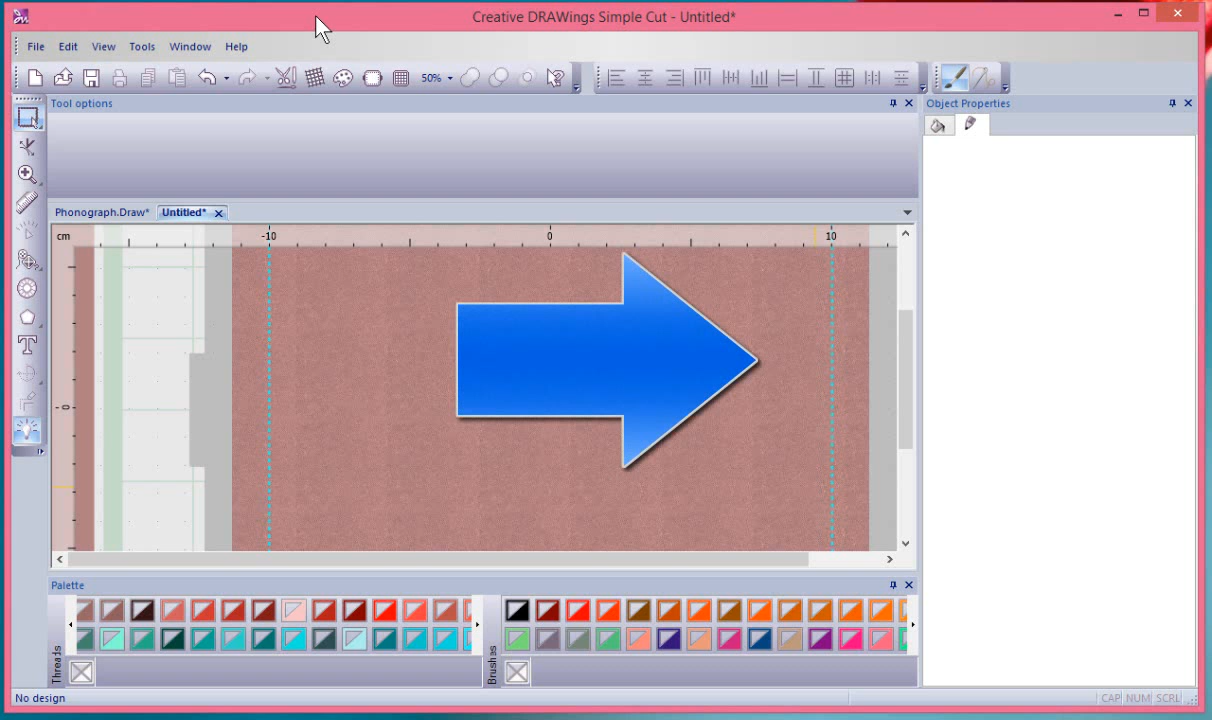 Creative DRAWings Simple Cut - Untitled*
File Edit View Tools Window Help
50%
Tool options
Object Properties
Phonograph.Draw* Untitled*
cm -10 0 10
0
Palette
Threads
Brushes
No design
CAP NUM SCRL